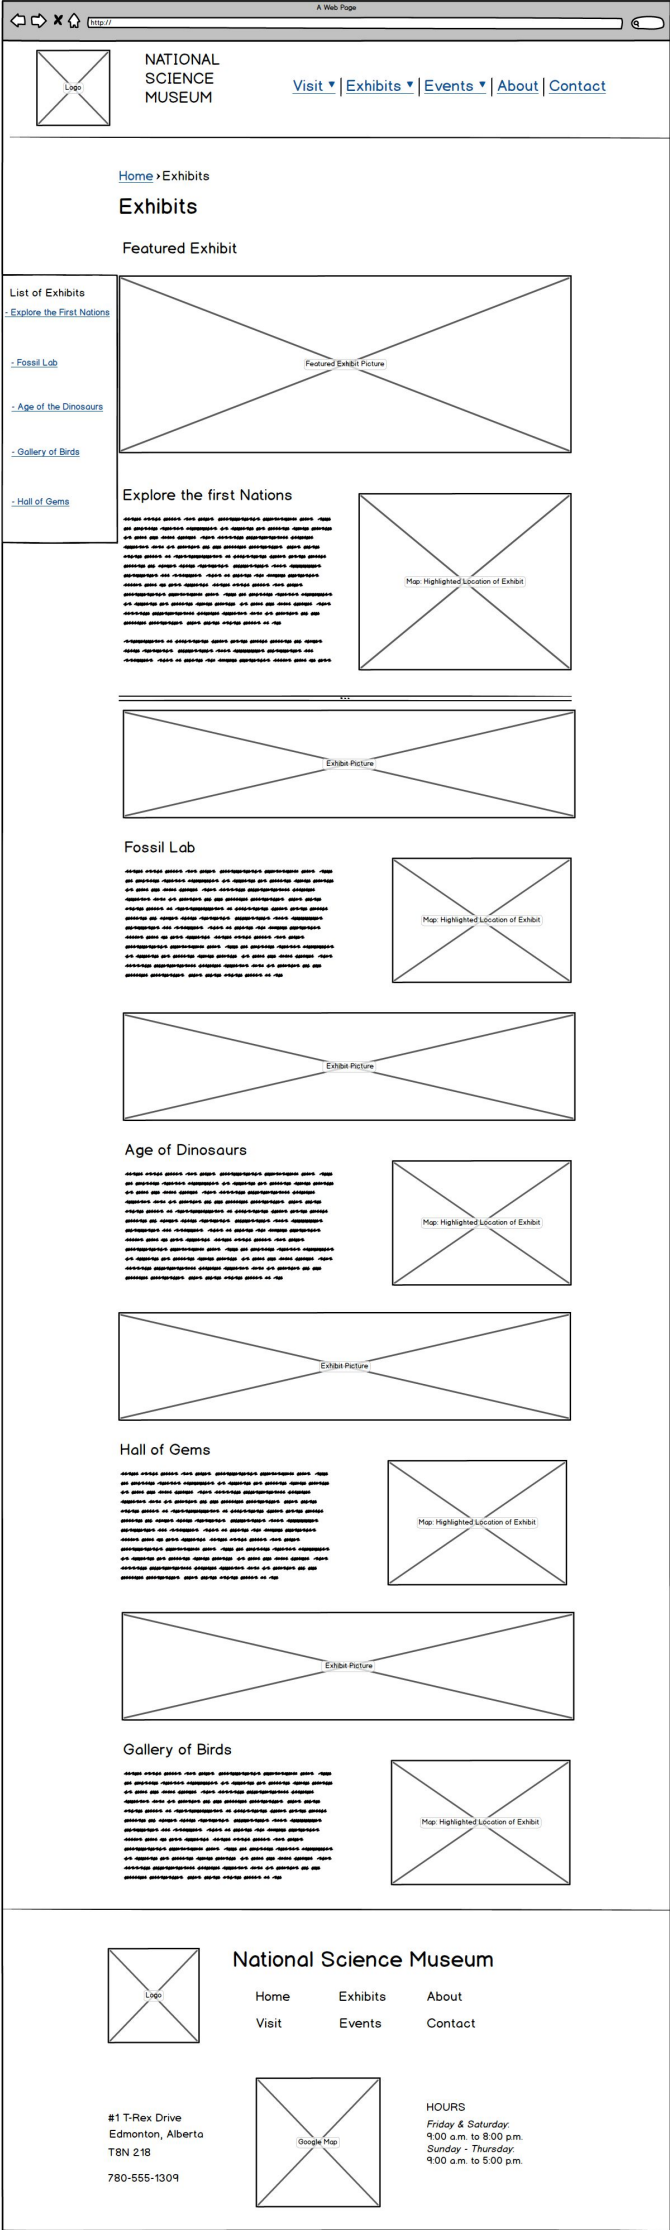 A Web Page
http://
Logo
NATIONAL
SCIENCE
MUSEUM
Visit ▼ | Exhibits ▼ | Events ▼ | About | Contact
Home › Exhibits
Exhibits
Featured Exhibit
List of Exhibits
- Explore the First Nations
- Fossil Lab
- Age of the Dinosaurs
- Gallery of Birds
- Hall of Gems
Featured Exhibit Picture
Explore the first Nations
Map: Highlighted Location of Exhibit
Exhibit Picture
Fossil Lab
Map: Highlighted Location of Exhibit
Exhibit Picture
Age of Dinosaurs
Map: Highlighted Location of Exhibit
Exhibit Picture
Hall of Gems
Map: Highlighted Location of Exhibit
Exhibit Picture
Gallery of Birds
Map: Highlighted Location of Exhibit
Logo
National Science Museum
Home Exhibits About
Visit Events Contact
#1 T-Rex Drive
Edmonton, Alberta
T8N 218
780-555-1309
Google Map
HOURS
Friday & Saturday:
9:00 a.m. to 8:00 p.m.
Sunday - Thursday:
9:00 a.m. to 5:00 p.m.